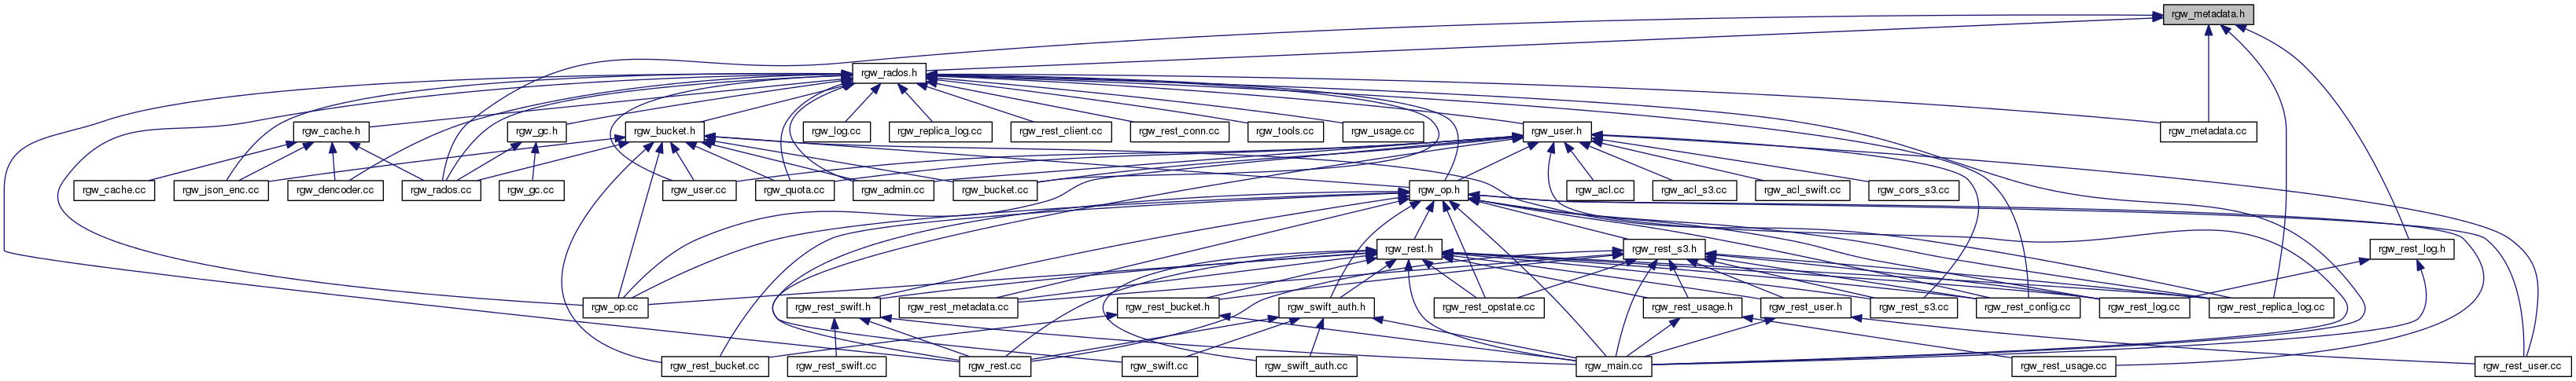 rgw_metadata.h
rgw_rados.h
rgw_cache.h
rgw_gc.h
rgw_bucket.h
rgw_log.cc
rgw_replica_log.cc
rgw_rest_client.cc
rgw_rest_conn.cc
rgw_tools.cc
rgw_usage.cc
rgw_user.h
rgw_metadata.cc
rgw_cache.cc
rgw_json_enc.cc
rgw_dencoder.cc
rgw_rados.cc
rgw_gc.cc
rgw_user.cc
rgw_quota.cc
rgw_admin.cc
rgw_bucket.cc
rgw_op.h
rgw_acl.cc
rgw_acl_s3.cc
rgw_acl_swift.cc
rgw_cors_s3.cc
rgw_rest.h
rgw_rest_s3.h
rgw_rest_log.h
rgw_op.cc
rgw_rest_swift.h
rgw_rest_metadata.cc
rgw_rest_bucket.h
rgw_swift_auth.h
rgw_rest_opstate.cc
rgw_rest_usage.h
rgw_rest_user.h
rgw_rest_s3.cc
rgw_rest_config.cc
rgw_rest_log.cc
rgw_rest_replica_log.cc
rgw_rest_bucket.cc
rgw_rest_swift.cc
rgw_rest.cc
rgw_swift.cc
rgw_swift_auth.cc
rgw_main.cc
rgw_rest_usage.cc
rgw_rest_user.cc